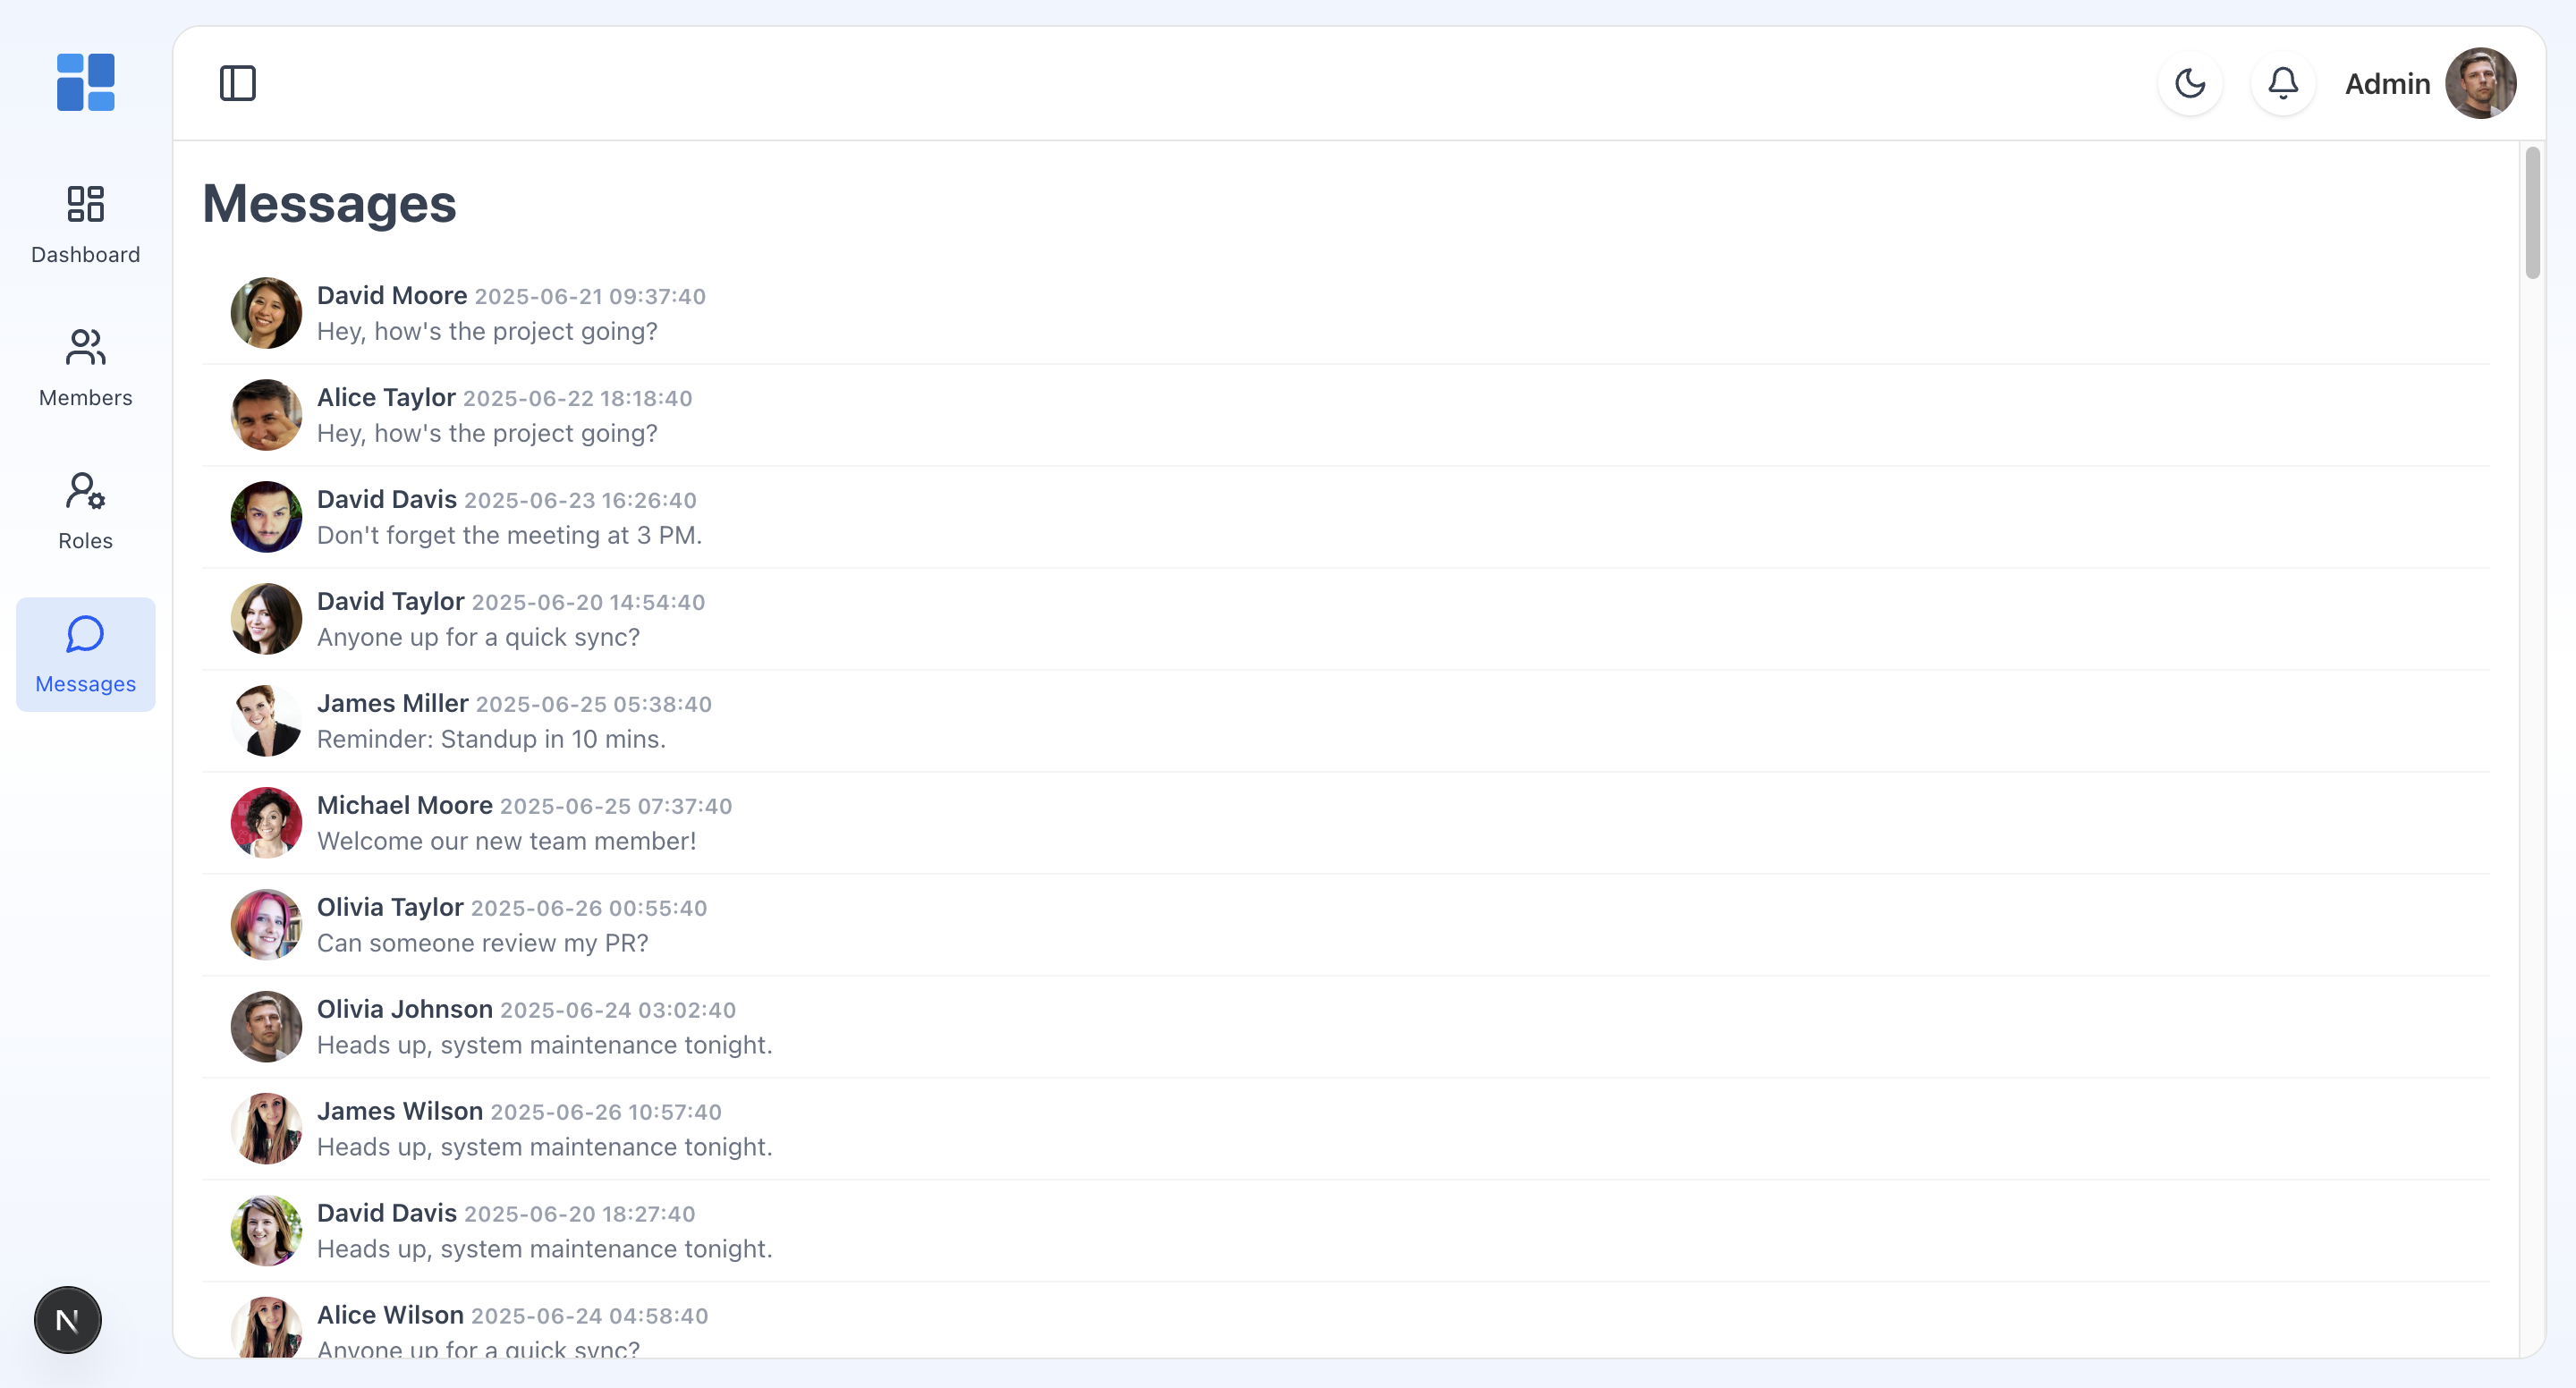 Admin
Dashboard
Members
Roles
Messages
Messages
David Moore 2025-06-21 09:37:40
Hey, how's the project going?
Alice Taylor 2025-06-22 18:18:40
Hey, how's the project going?
David Davis 2025-06-23 16:26:40
Don't forget the meeting at 3 PM.
David Taylor 2025-06-20 14:54:40
Anyone up for a quick sync?
James Miller 2025-06-25 05:38:40
Reminder: Standup in 10 mins.
Michael Moore 2025-06-25 07:37:40
Welcome our new team member!
Olivia Taylor 2025-06-26 00:55:40
Can someone review my PR?
Olivia Johnson 2025-06-24 03:02:40
Heads up, system maintenance tonight.
James Wilson 2025-06-26 10:57:40
Heads up, system maintenance tonight.
David Davis 2025-06-20 18:27:40
Heads up, system maintenance tonight.
Alice Wilson 2025-06-24 04:58:40
Anyone up for a quick sync?
N